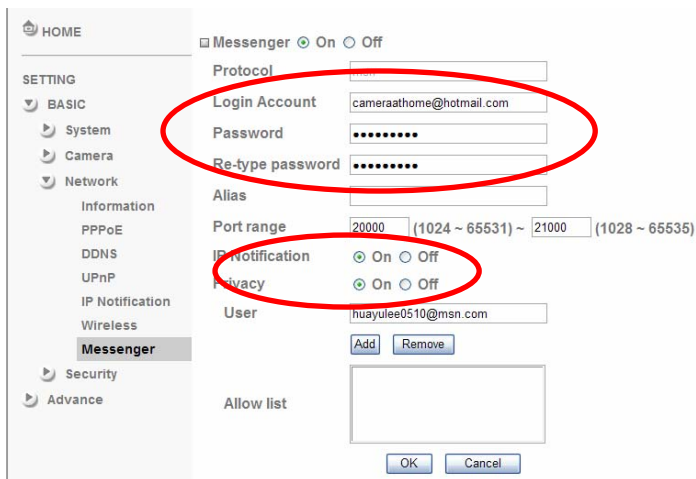 HOME
SETTING
BASIC
System
Camera
Network
Information
PPPoE
DDNS
UPnP
IP Notification
Wireless
Messenger
Security
Advance
Messenger On Off
Protocol
Login Account cameraathome@hotmail.com
Password •••••••••
Re-type password •••••••••
Alias
Port range 20000 (1024 ~ 65531) ~ 21000 (1028 ~ 65535)
IP Notification On Off
Privacy On Off
User huayulee0510@msn.com
Add Remove
Allow list
OK Cancel